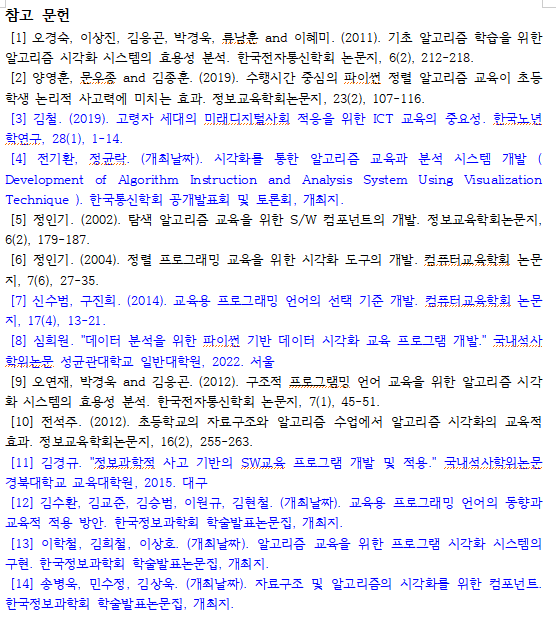 참고 문헌
[1] 오경숙, 이상진, 김응곤, 박경욱, 류남훈 and 이혜미. (2011). 기초 알고리즘 학습을 위한
알고리즘 시각화 시스템의 효용성 분석. 한국전자통신학회 논문지, 6(2), 212-218.
[2] 양영훈, 문우종 and 김종훈. (2019). 수행시간 중심의 파이썬 정렬 알고리즘 교육이 초등
학생 논리적 사고력에 미치는 효과. 정보교육학회논문지, 23(2), 107-116.
[3] 김철. (2019). 고령자 세대의 미래디지털사회 적응을 위한 ICT 교육의 중요성. 한국노년
학연구, 28(1), 1-14.
[4] 전기환, 정균락. (개최날짜). 시각화를 통한 알고리즘 교육과 분석 시스템 개발 (
Development of Algorithm Instruction and Analysis System Using Visualization
Technique ). 한국통신학회 공개발표회 및 토론회, 개최지.
[5] 정인기. (2002). 탐색 알고리즘 교육을 위한 S/W 컴포넌트의 개발. 정보교육학회논문지,
6(2), 179-187.
[6] 정인기. (2004). 정렬 프로그래밍 교육을 위한 시각화 도구의 개발. 컴퓨터교육학회 논문
지, 7(6), 27-35.
[7] 신수범, 구진희. (2014). 교육용 프로그래밍 언어의 선택 기준 개발. 컴퓨터교육학회 논문
지, 17(4), 13-21.
[8] 심희원. "데이터 분석을 위한 파이썬 기반 데이터 시각화 교육 프로그램 개발." 국내석사
학위논문 성균관대학교 일반대학원, 2022. 서울
[9] 오연재, 박경욱 and 김응곤. (2012). 구조적 프로그램밍 언어 교육을 위한 알고리즘 시각
화 시스템의 효용성 분석. 한국전자통신학회 논문지, 7(1), 45-51.
[10] 전석주. (2012). 초등학교의 자료구조와 알고리즘 수업에서 알고리즘 시각화의 교육적
효과. 정보교육학회논문지, 16(2), 255-263.
[11] 김경규. "정보과학적 사고 기반의 SW교육 프로그램 개발 및 적용." 국내석사학위논문
경북대학교 교육대학원, 2015. 대구
[12] 김수환, 김교준, 김승범, 이원규, 김현철. (개최날짜). 교육용 프로그래밍 언어의 동향과
교육적 적용 방안. 한국정보과학회 학술발표논문집, 개최지.
[13] 이학철, 김희철, 이상호. (개최날짜). 알고리즘 교육을 위한 프로그램 시각화 시스템의
구현. 한국정보과학회 학술발표논문집, 개최지.
[14] 송병욱, 민수정, 김상욱. (개최날짜). 자료구조 및 알고리즘의 시각화를 위한 컴포넌트.
한국정보과학회 학술발표논문집, 개최지.